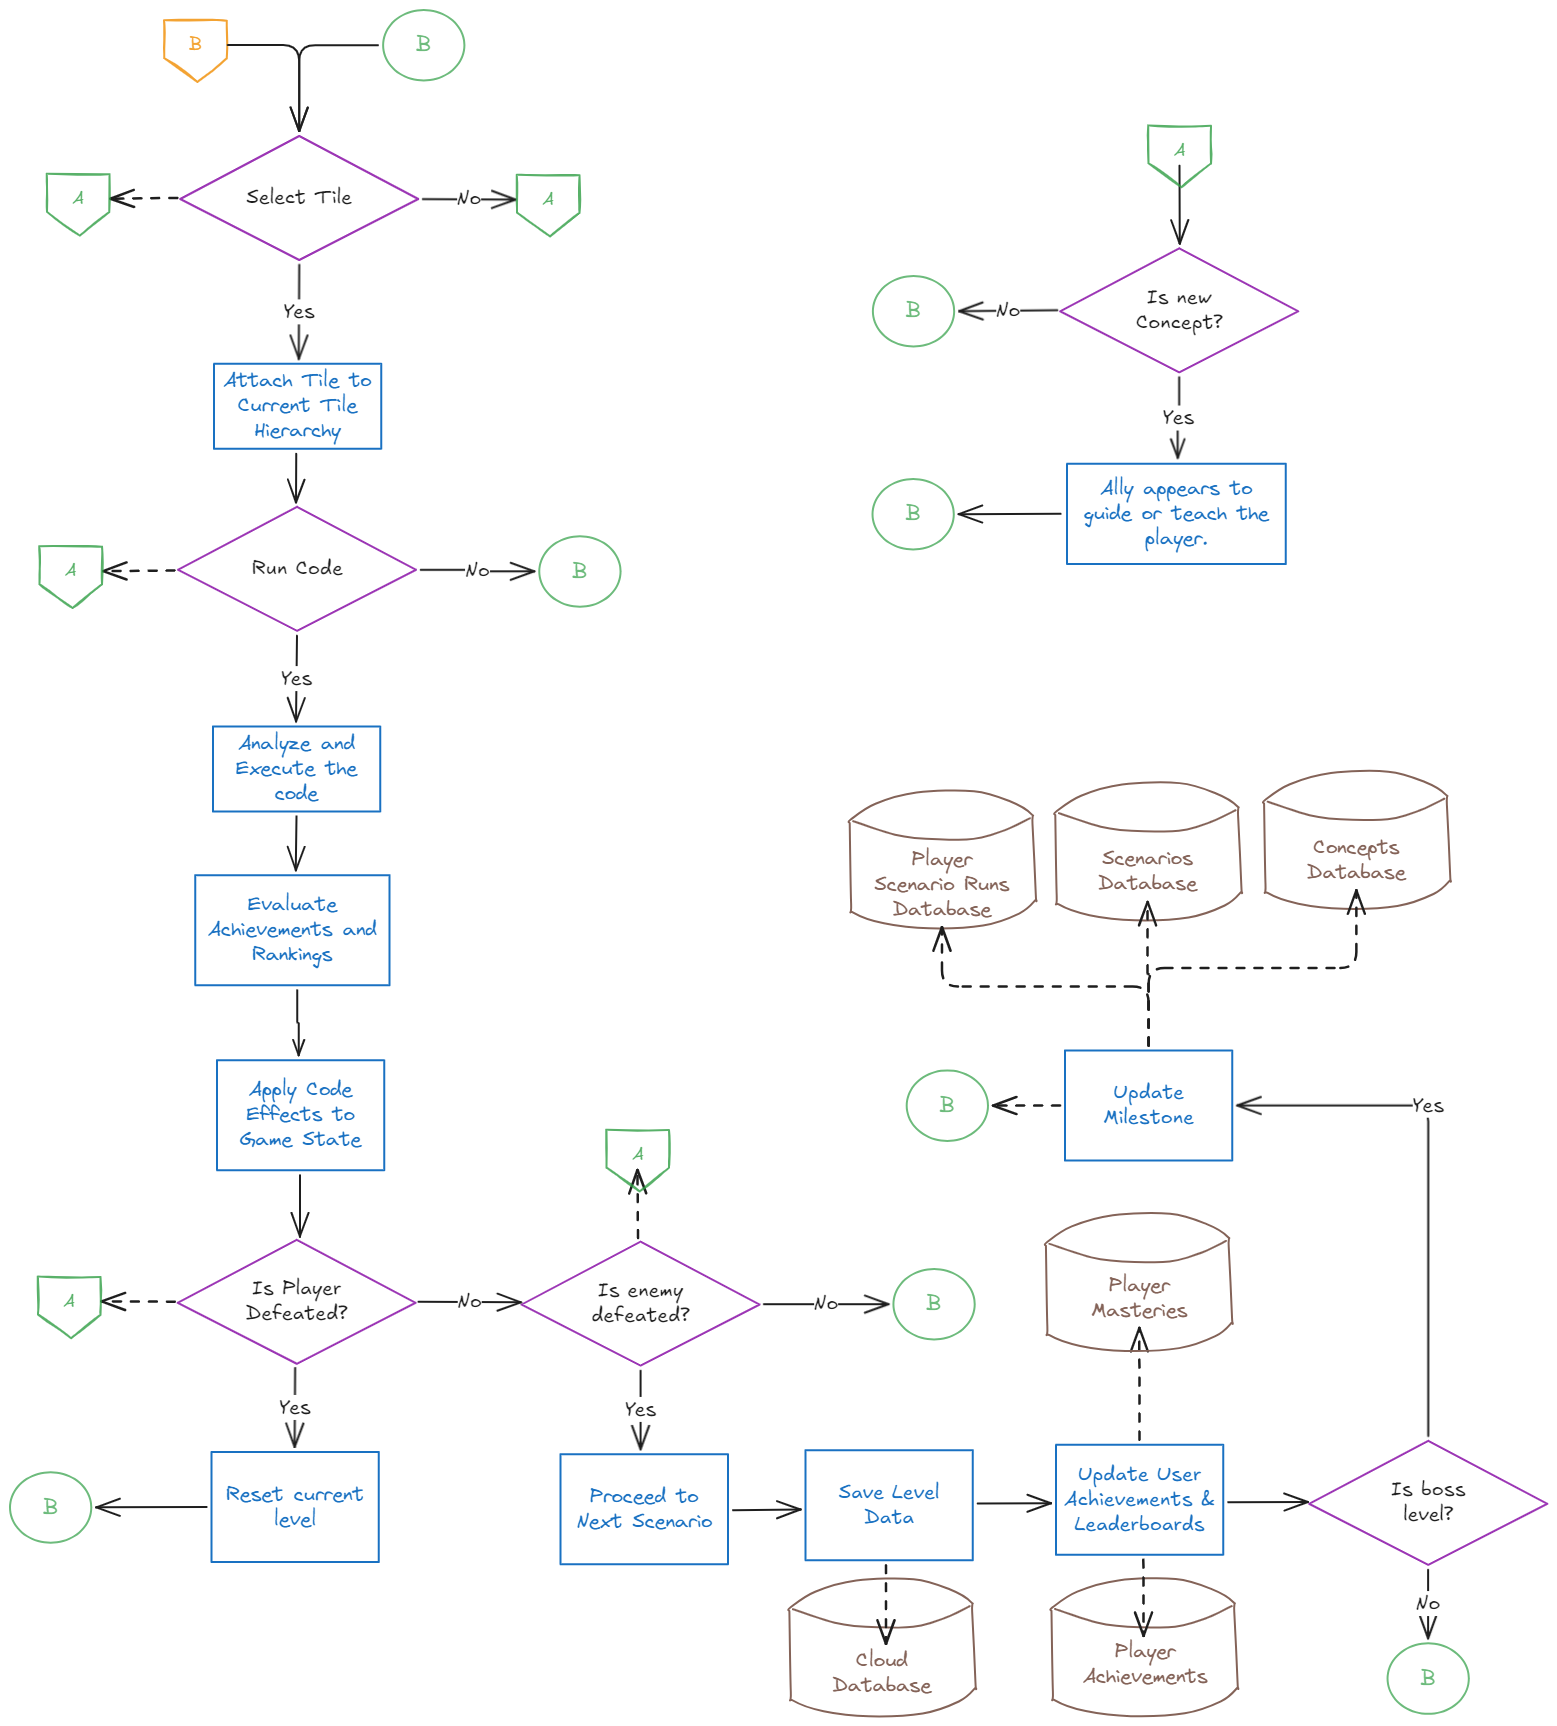 B
B
A
Select Tile
No
A
Yes
Attach Tile to
Current Tile
Hierarchy
A
Run Code
No
B
Yes
Analyze and
Execute the
code
Evaluate
Achievements and
Rankings
Apply Code
Effects to
Game State
A
Is Player
Defeated?
No
Yes
B
Reset current
level
A
Is enemy
defeated?
No
B
Yes
Proceed to
Next Scenario
Save Level
Data
Cloud
Database
Update User
Achievements &
Leaderboards
Player
Masteries
Player
Achievements
Is boss
level?
No
B
Yes
Update
Milestone
B
Player
Scenario Runs
Database
Scenarios
Database
Concepts
Database
A
Is new
Concept?
No
B
Yes
Ally appears to
guide or teach the
player.
B